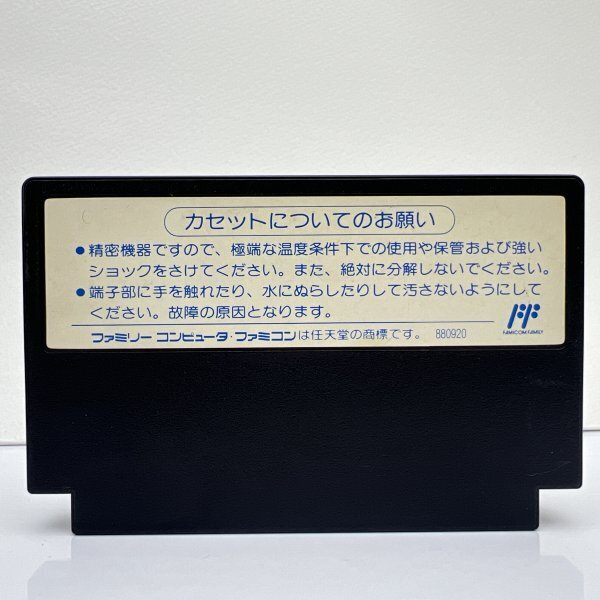 カセットについてのお願い
●精密機器ですので、極端な温度条件下での使用や保管および強い
ショックをさけてください。また、絶対に分解しないでください。
●端子部に手を触れたり、水にぬらしたりして汚さないようにして
ください。故障の原因となります。
ファミリー コンピュータ・ファミコンは任天堂の商標です。 880920
FAMICOM FAMILY